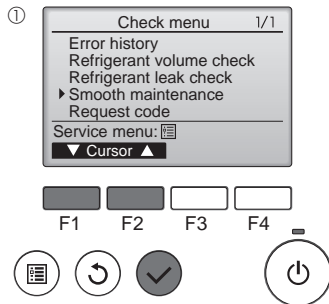 ①
Check menu 1/1
Error history
Refrigerant volume check
Refrigerant leak check
Smooth maintenance
Request code
Service menu:
▼ Cursor ▲
F1 F2 F3 F4